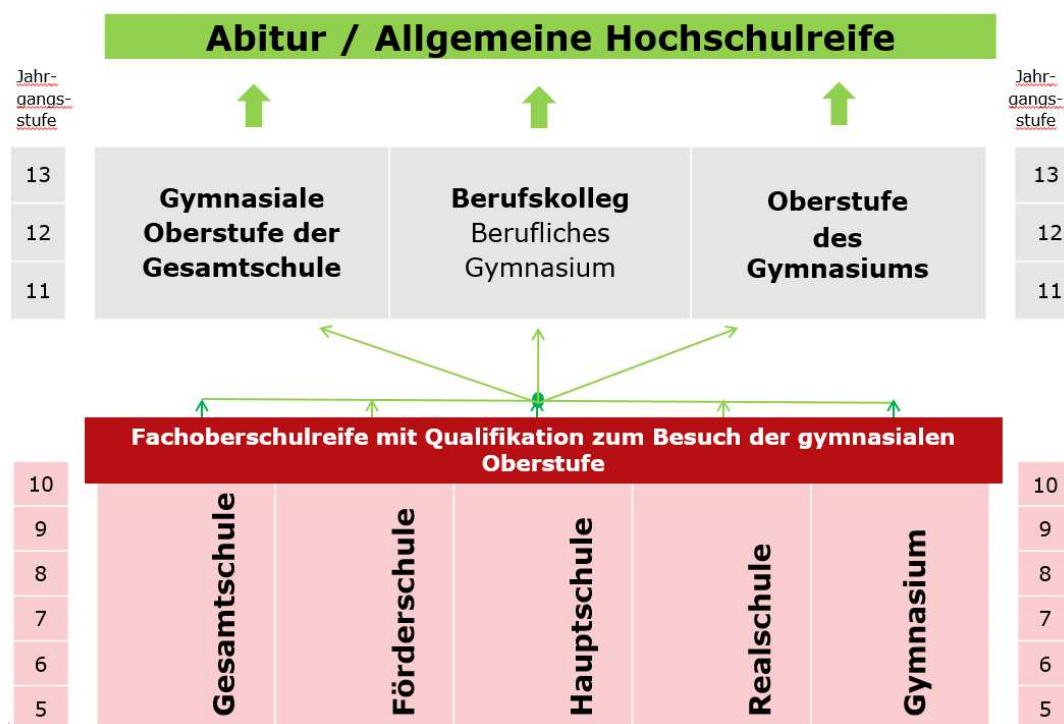 Abitur / Allgemeine Hochschulreife
Jahr-
gangs-
stufe
Jahr-
gangs-
stufe
13
12
11
Gymnasiale
Oberstufe der
Gesamtschule
Berufskolleg
Berufliches
Gymnasium
Oberstufe
des
Gymnasiums
13
12
11
Fachoberschulreife mit Qualifikation zum Besuch der gymnasialen
Oberstufe
10
9
8
7
6
5
Gesamtschule
Förderschule
Hauptschule
Realschule
Gymnasium
10
9
8
7
6
5